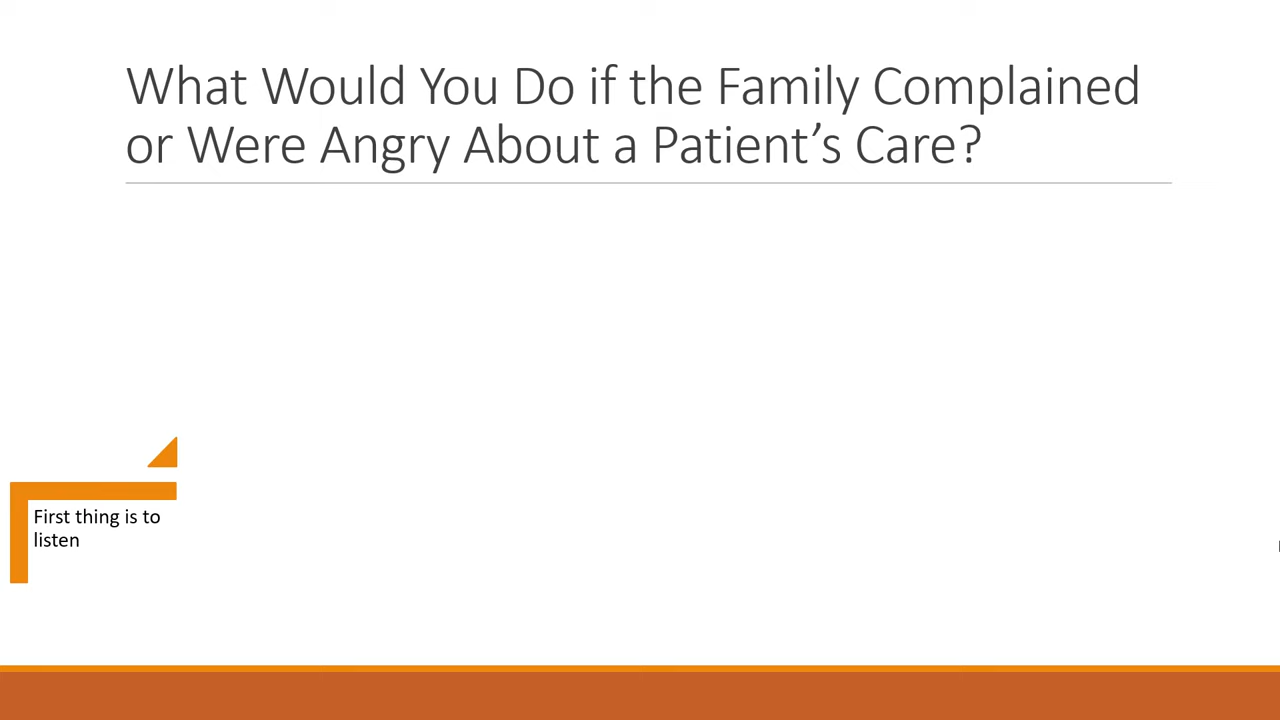 What Would You Do if the Family Complained
or Were Angry About a Patient’s Care?
First thing is to
listen